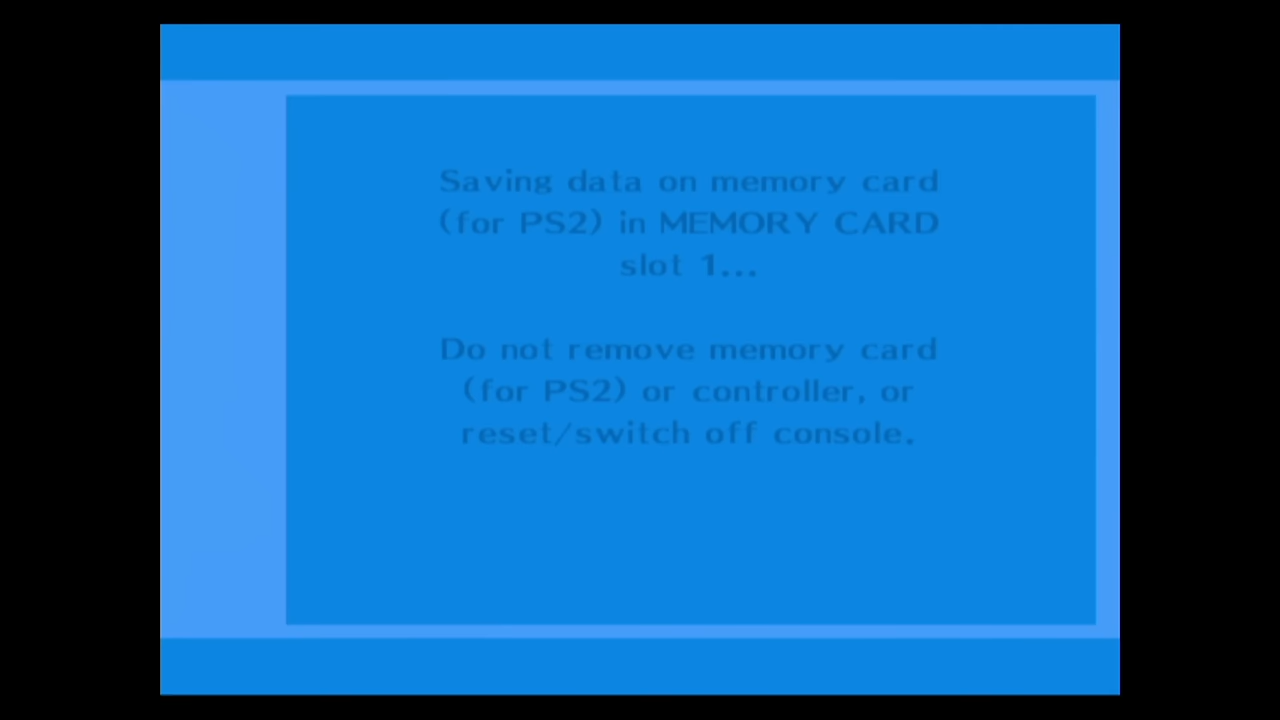 Saving data on memory card
(for PS2) in MEMORY CARD
slot 1...
Do not remove memory card
(for PS2) or controller, or
reset/switch off console.